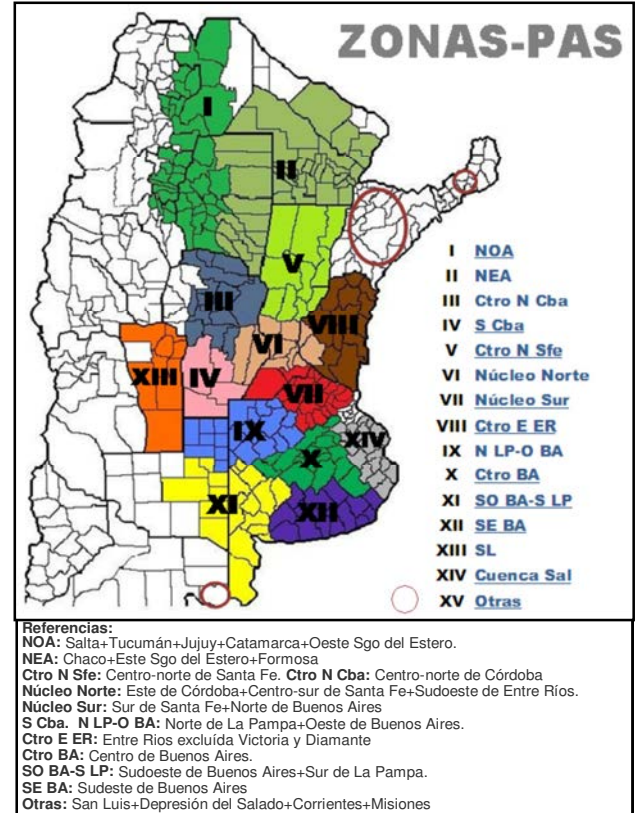 ZONAS-PAS
I
II
III
V
VI
VIII
XIII
IV
VII
IX
XIV
X
XI
XII
I NOA
II NEA
III Ctro N Cba
IV S Cba
V Ctro N Sfe
VI Núcleo Norte
VII Núcleo Sur
VIII Ctro E ER
IX N LP-O BA
X Ctro BA
XI SO BA-S LP
XII SE BA
XIII SL
XIV Cuenca Sal
XV Otras
Referencias:
NOA: Salta+Tucumán+Jujuy+Catamarca+Oeste Sgo del Estero.
NEA: Chaco+Este Sgo del Estero+Formosa
Ctro N Sfe: Centro-norte de Santa Fe. Ctro N Cba: Centro-norte de Córdoba
Núcleo Norte: Este de Córdoba+Centro-sur de Santa Fe+Sudoeste de Entre Ríos.
Núcleo Sur: Sur de Santa Fe+Norte de Buenos Aires
S Cba. N LP-O BA: Norte de La Pampa+Oeste de Buenos Aires.
Ctro E ER: Entre Rios excluída Victoria y Diamante
Ctro BA: Centro de Buenos Aires.
SO BA-S LP: Sudoeste de Buenos Aires+Sur de La Pampa.
SE BA: Sudeste de Buenos Aires
Otras: San Luis+Depresión del Salado+Corrientes+Misiones